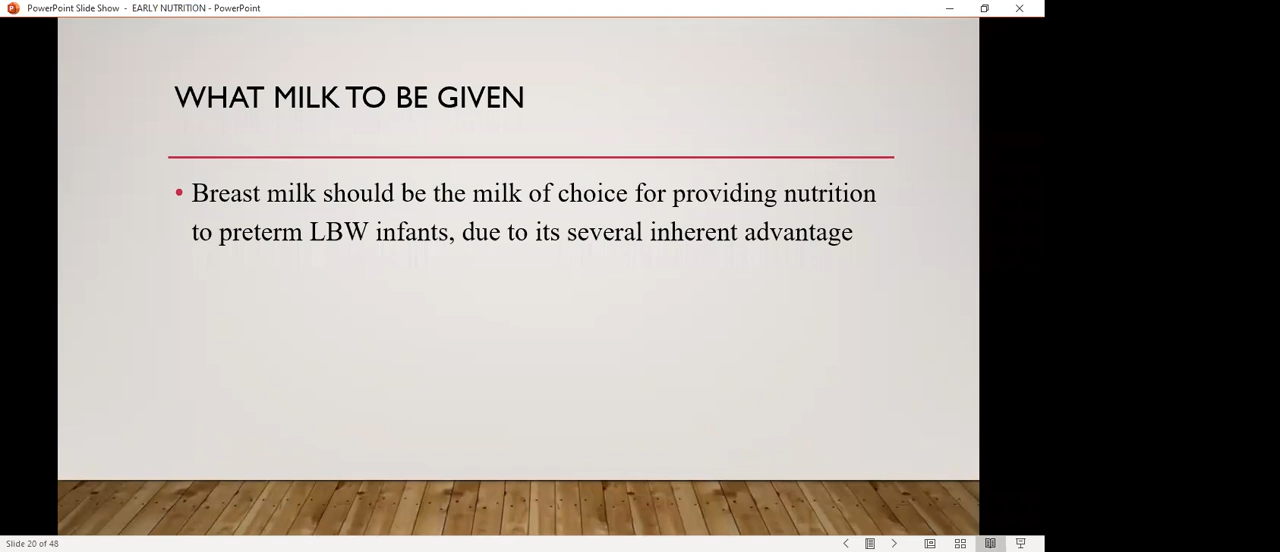 PowerPoint Slide Show - EARLY NUTRITION - PowerPoint
WHAT MILK TO BE GIVEN
• Breast milk should be the milk of choice for providing nutrition
to preterm LBW infants, due to its several inherent advantage
Slide 20 of 48